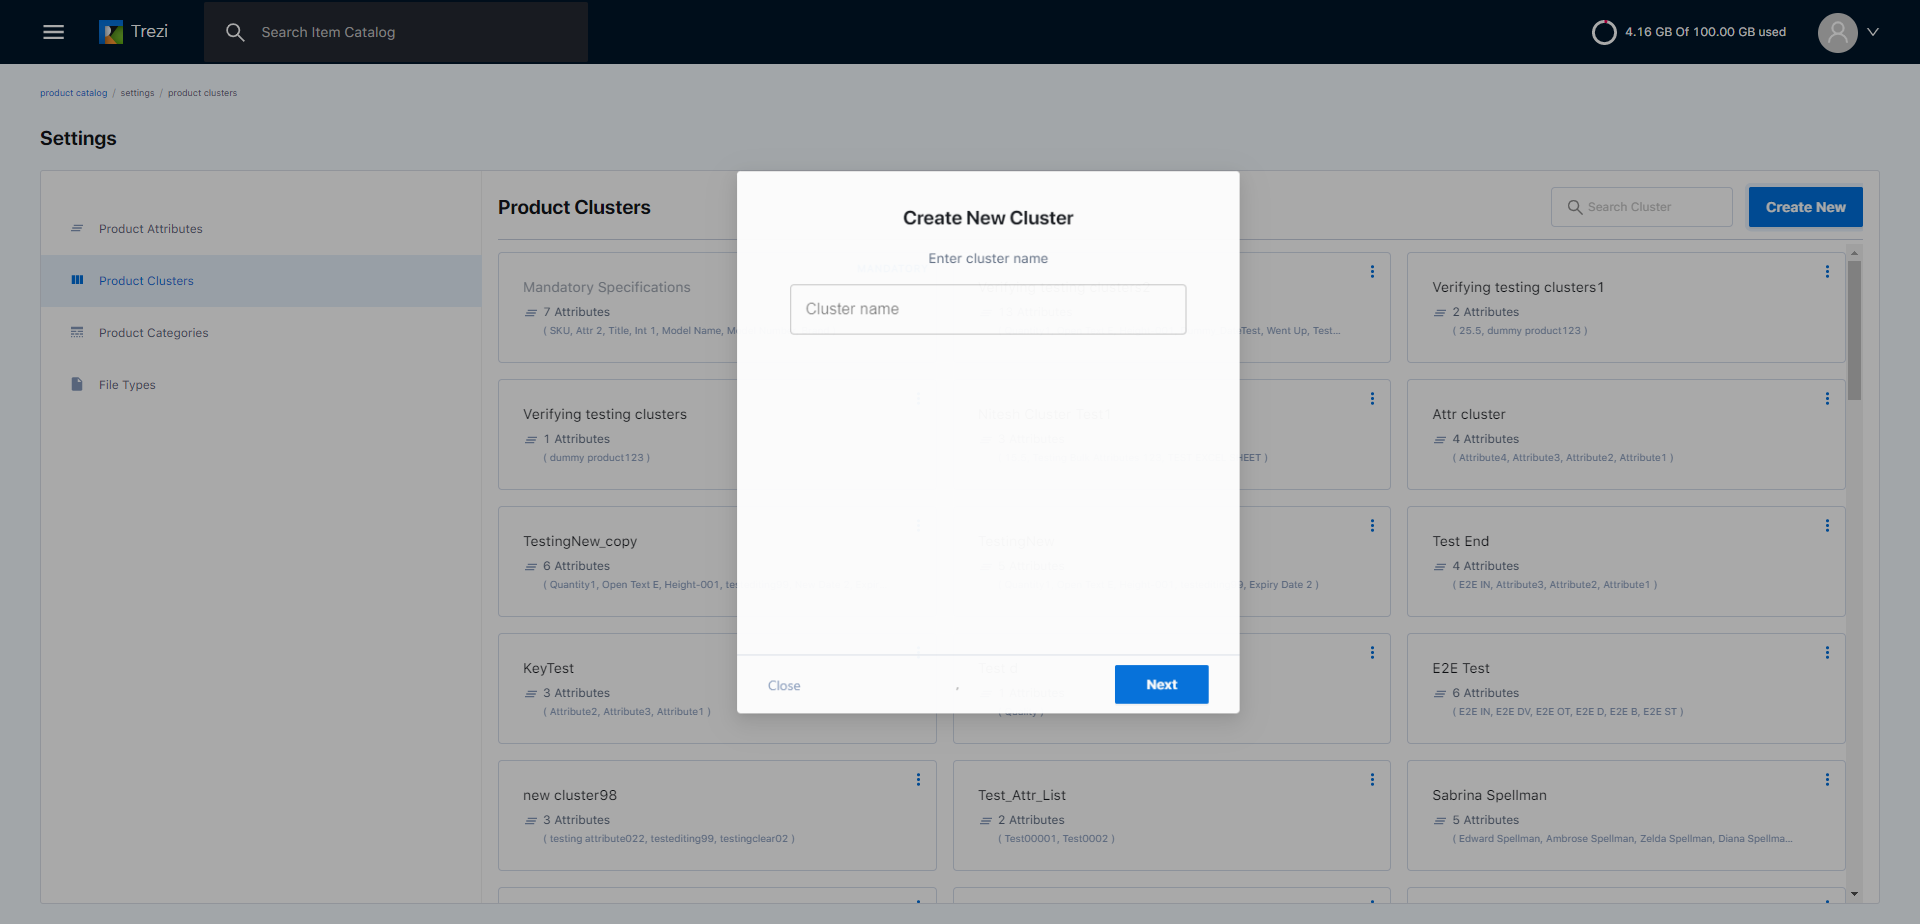 Trezi
Search Item Catalog
4.16 GB Of 100.00 GB used
product catalog / settings / product clusters
Settings
Product Attributes
Product Clusters
Product Categories
File Types
Product Clusters
Search Cluster
Create New
Create New Cluster
Enter cluster name
Cluster name
Close
Next
Mandatory Specifications
7 Attributes
( SKU, Attr 2, Title, Int 1, Model Name,
Test, Went Up, Test...
Verifying testing clusters1
2 Attributes
( 25.5, dummy product123 )
Verifying testing clusters
1 Attributes
( dummy product123 )
HEET )
Attr cluster
4 Attributes
( Attribute4, Attribute3, Attribute2, Attribute1 )
TestingNew_copy
6 Attributes
( Quantity1, Open Text E, Height-001,
9, Expiry Date 2 )
Test End
4 Attributes
( E2E IN, Attribute3, Attribute2, Attribute1 )
KeyTest
3 Attributes
( Attribute2, Attribute3, Attribute1 )
( Quality )
E2E Test
6 Attributes
( E2E IN, E2E DV, E2E OT, E2E D, E2E B, E2E ST )
new cluster98
3 Attributes
( testing attribute022, testediting99, testingclear02 )
Test_Attr_List
2 Attributes
( Test00001, Test0002 )
Sabrina Spellman
5 Attributes
( Edward Spellman, Ambrose Spellman, Zelda Spellman, Diana Spellma...